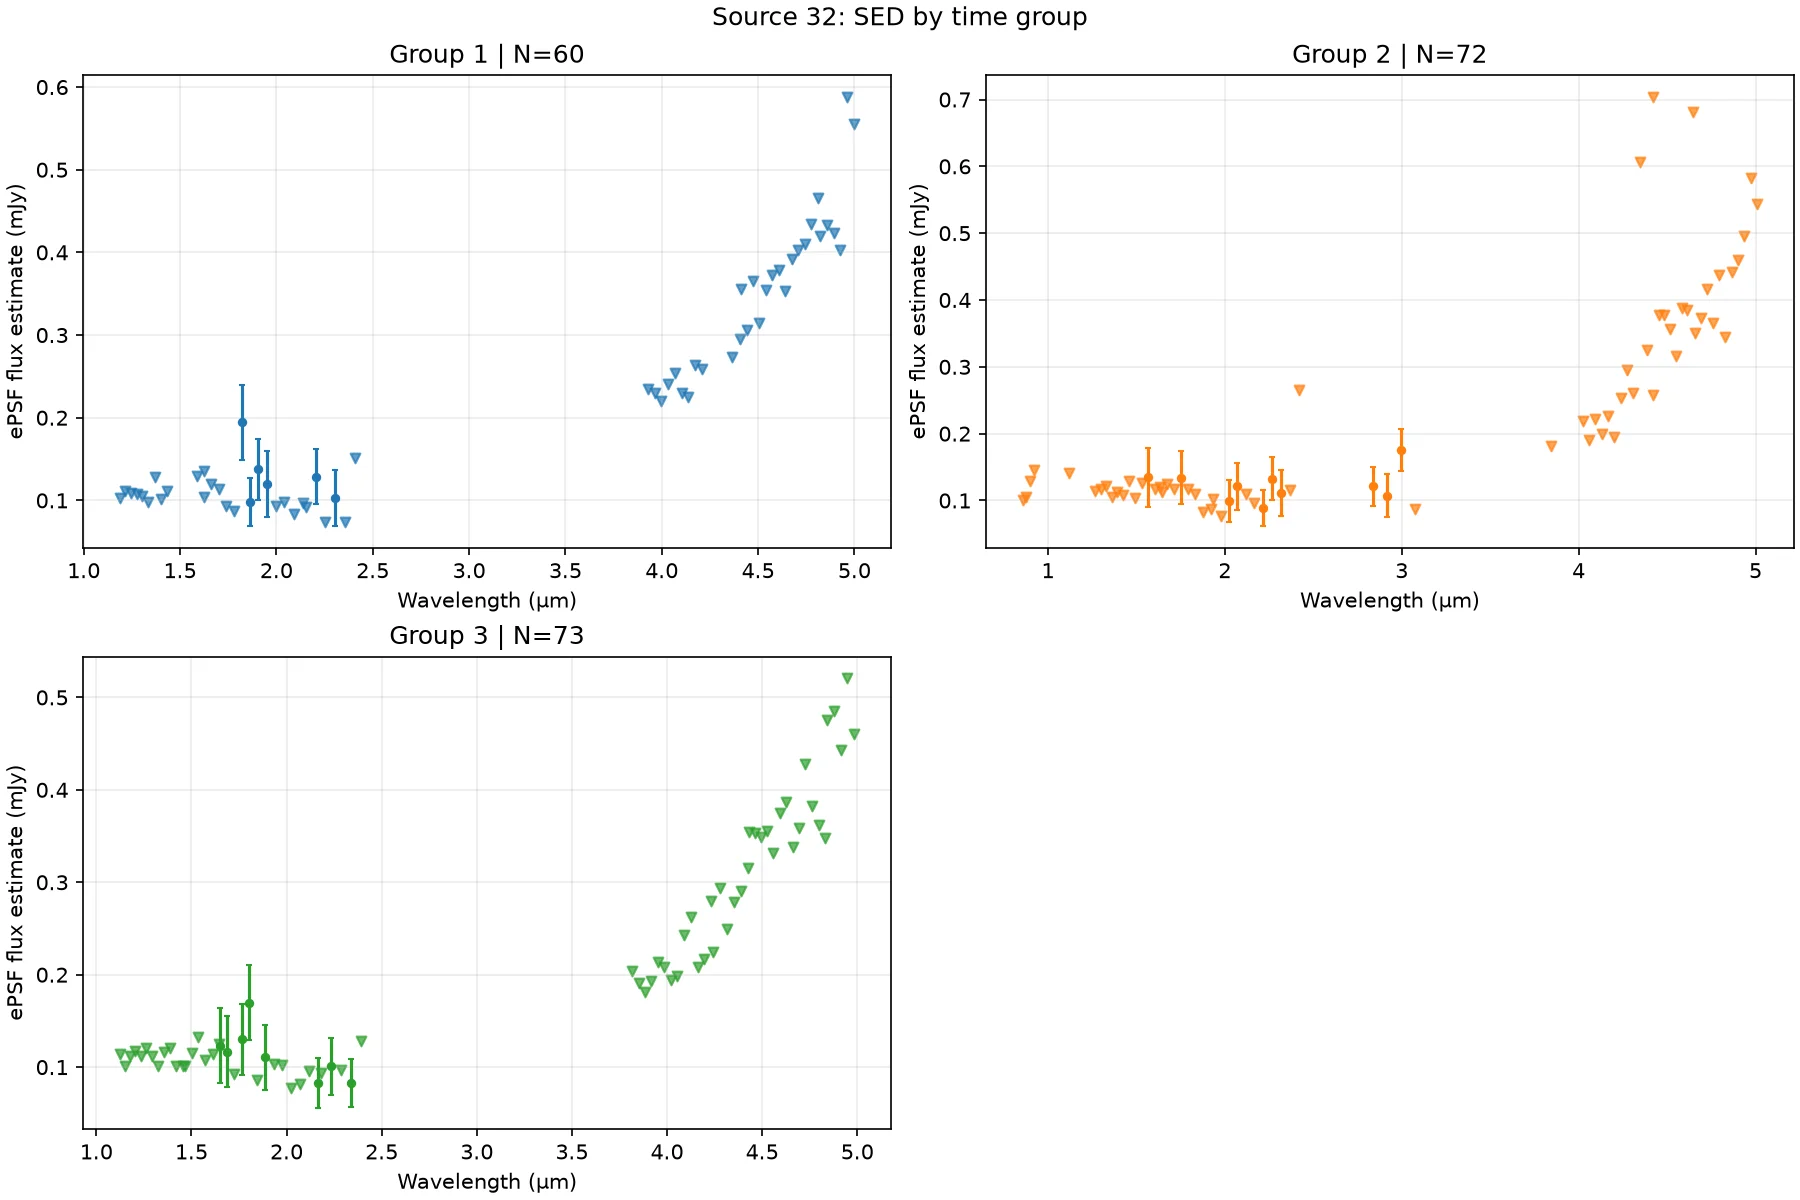 Source 32: SED by time group
Group 1 | N=60
0.6
0.5
0.4
0.3
0.2
0.1
ePSF flux estimate (mJy)
1.0 1.5 2.0 2.5 3.0 3.5 4.0 4.5 5.0
Wavelength (µm)
Group 2 | N=72
0.7
0.6
0.5
0.4
0.3
0.2
0.1
ePSF flux estimate (mJy)
1 2 3 4 5
Wavelength (µm)
Group 3 | N=73
0.5
0.4
0.3
0.2
0.1
ePSF flux estimate (mJy)
1.0 1.5 2.0 2.5 3.0 3.5 4.0 4.5 5.0
Wavelength (µm)